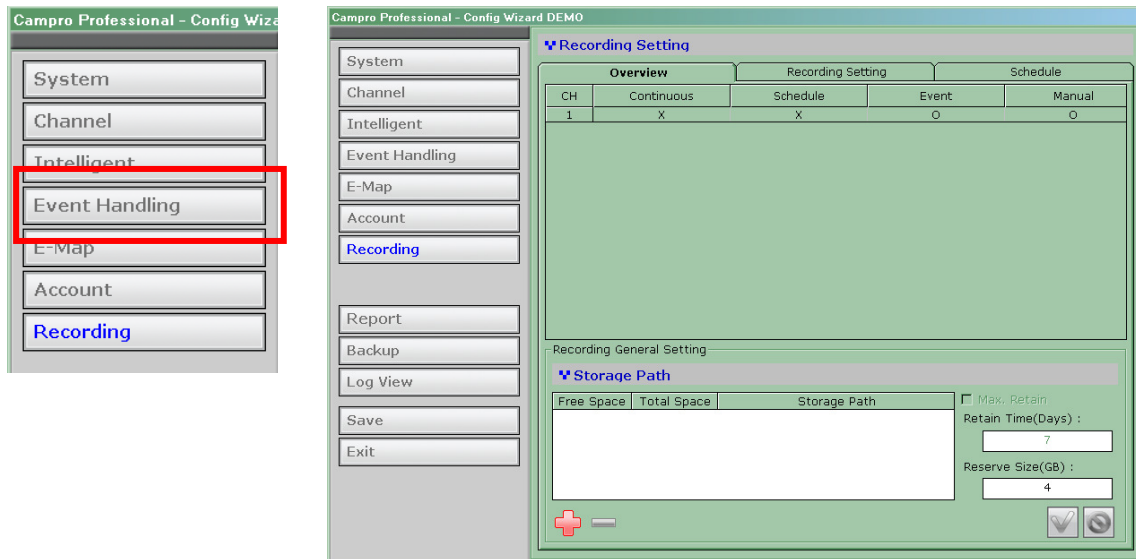 Campro Professional - Config Wiza
System
Channel
Intelligent
Event Handling
E-Map
Account
Recording
Campro Professional - Config Wizard DEMO
System
Channel
Intelligent
Event Handling
E-Map
Account
Recording
Report
Backup
Log View
Save
Exit
Recording Setting
Overview Recording Setting Schedule
CH Continuous Schedule Event Manual
1 X X O O
Recording General Setting
Storage Path
Free Space Total Space Storage Path
Max. Retain
Retain Time(Days) :
7
Reserve Size(GB) :
4